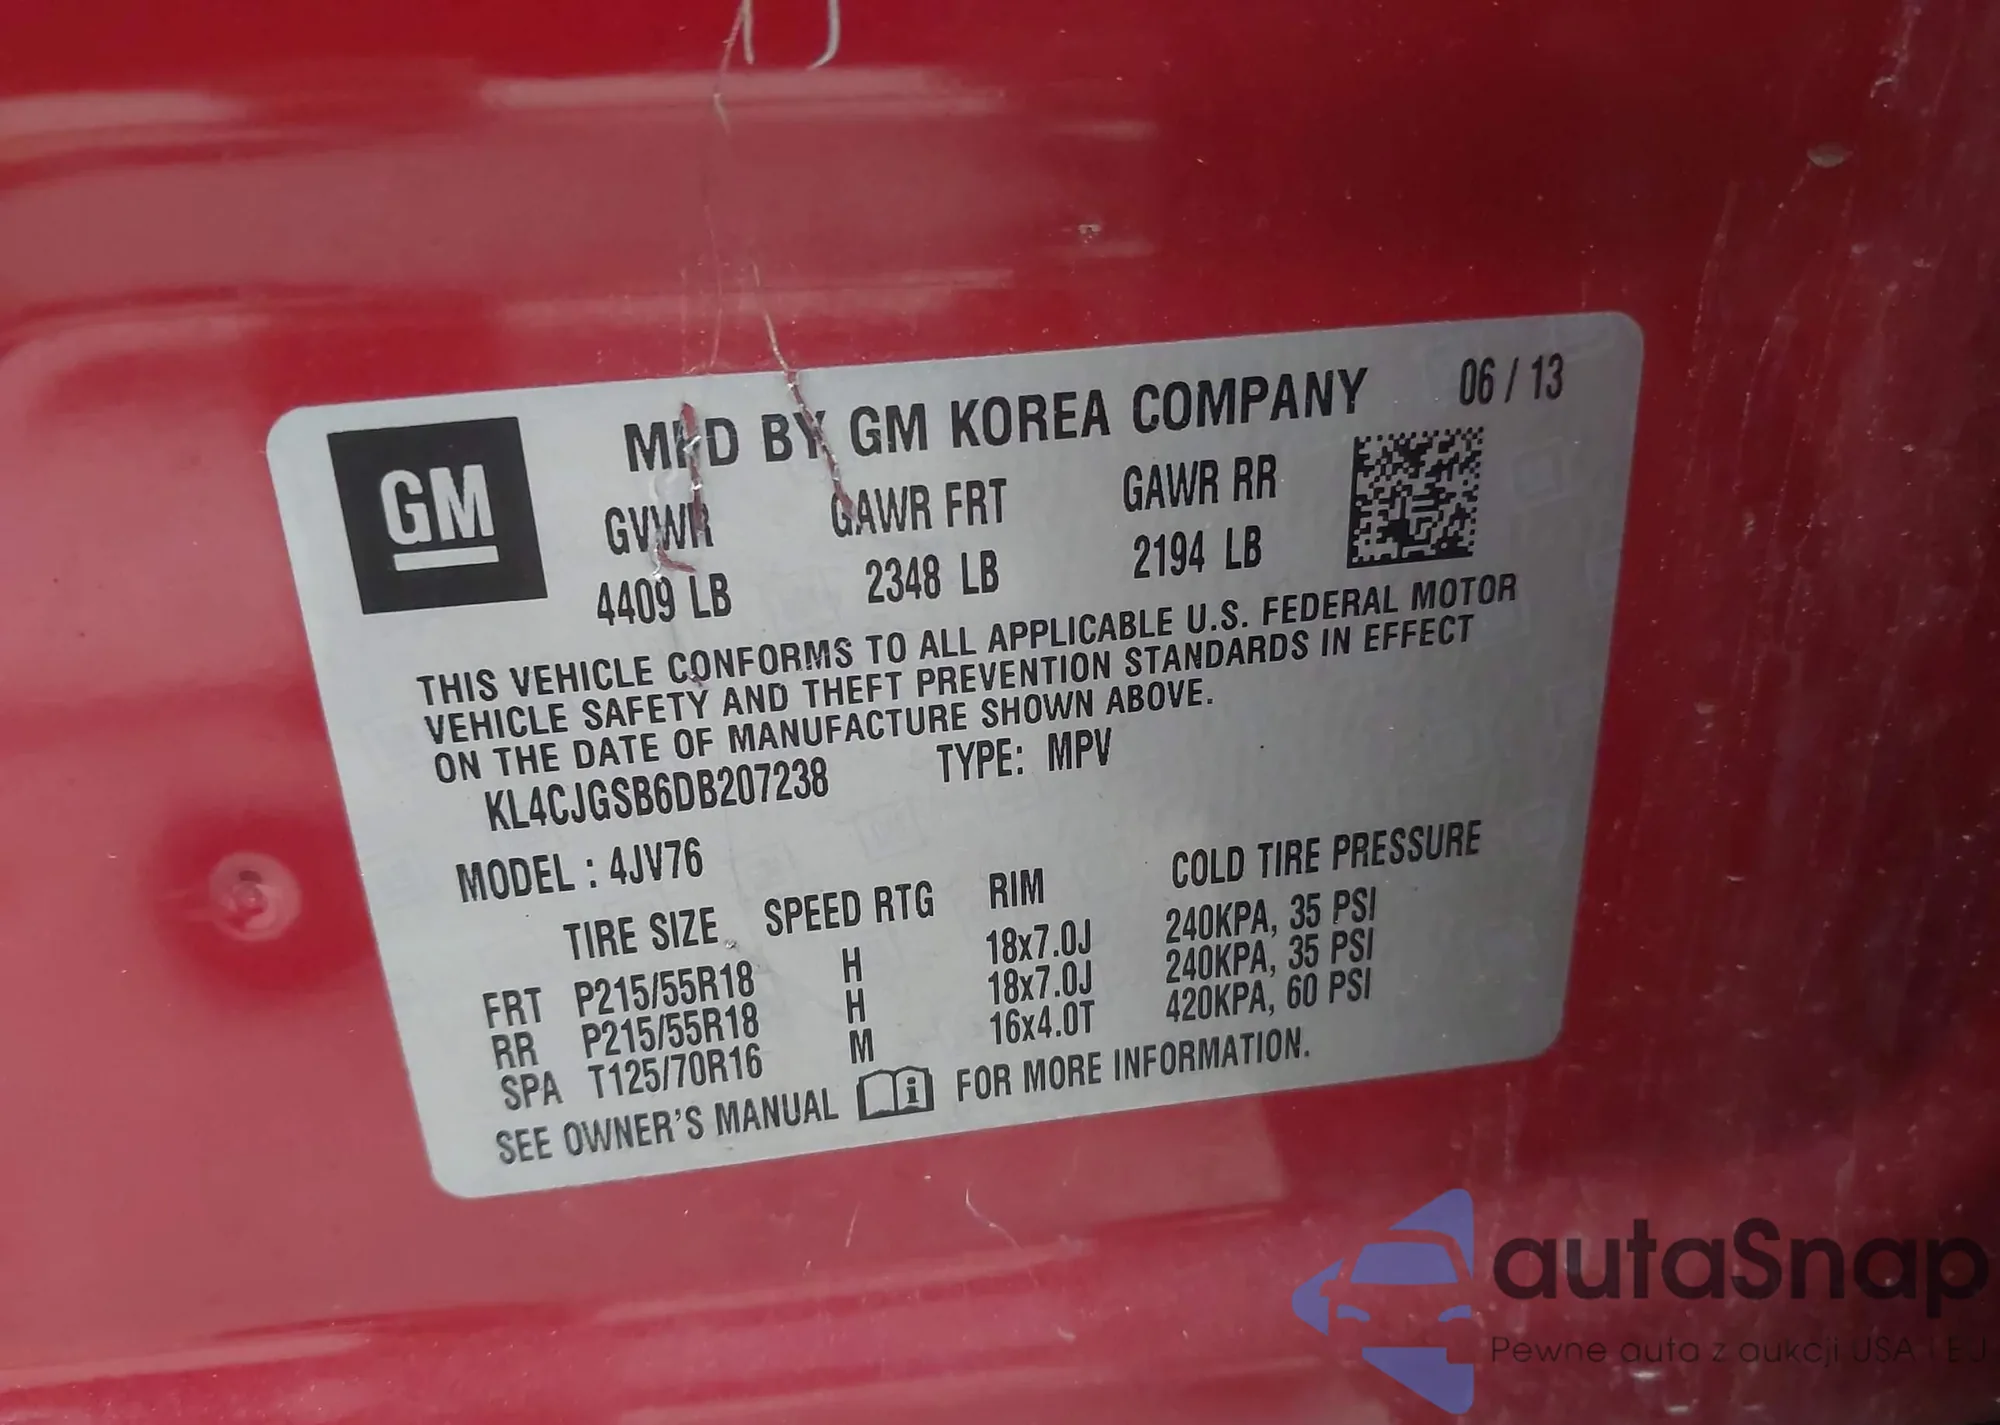 GM
MFD BY GM KOREA COMPANY 06 / 13
GVWR GAWR FRT GAWR RR
4409 LB 2348 LB 2194 LB
THIS VEHICLE CONFORMS TO ALL APPLICABLE U.S. FEDERAL MOTOR
VEHICLE SAFETY AND THEFT PREVENTION STANDARDS IN EFFECT
ON THE DATE OF MANUFACTURE SHOWN ABOVE.
KL4CJGSB6DB207238 TYPE: MPV
MODEL : 4JV76
TIRE SIZE SPEED RTG RIM COLD TIRE PRESSURE
FRT P215/55R18 H 18x7.0J 240KPA, 35 PSI
RR P215/55R18 H 18x7.0J 240KPA, 35 PSI
SPA T125/70R16 M 16x4.0T 420KPA, 60 PSI
SEE OWNER'S MANUAL FOR MORE INFORMATION.
autaSnap
Pewne auta z aukcji USA i EU